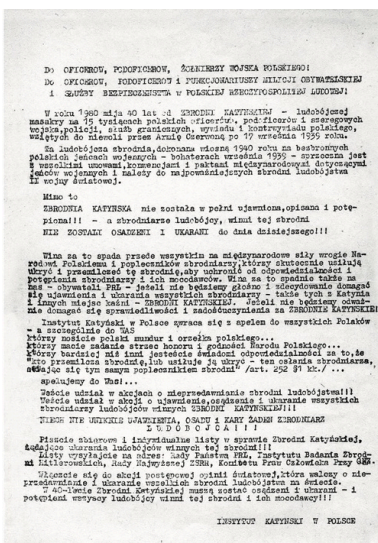 DO OFICERÓW, PODOFICERÓW, ŻOŁNIERZY WOJSKA POLSKIEGO!
DO OFICERÓW, PODOFICERÓW i FUNKCJONARIUSZY MILICJI OBYWATELSKIEJ
i SŁUŻBY BEZPIECZEŃSTWA w POLSKIEJ RZECZYPOSPOLITEJ LUDOWEJ!
W roku 1980 mija 40 lat od ZBRODNI KATYŃSKIEJ - ludobójczej
masakry na 15 tysiącach polskich oficerów, podoficerów i szeregowych
wojska, policji, służb granicznych, wywiadu i kontrwywiadu polskiego,
wziętych do niewoli przez Armię Czerwoną po 17 września 1939 roku.
Ta ludobójcza zbrodnia, dokonana wiosną 1940 roku na bezbronnych
polskich jeńcach wojennych - bohaterach września 1939 - sprzeczna jest
z wszelkimi umowami, konwencjami i paktami międzynarodowymi dotyczącymi
jeńców wojennych i należy do najpoważniejszych zbrodni ludobójstwa
II wojny światowej.
Mimo to
ZBRODNIA KATYŃSKA nie została w pełni ujawniona, opisana i potę-
piona!!! - a zbrodniarze ludobójcy, winni tej zbrodni
NIE ZOSTALI OSĄDZENI I UKARANI do dnia dzisiejszego!!!
Wina za to spada przede wszystkim na międzynarodowe siły wrogie Na-
rodowi Polskiemu i popleczników zbrodniarzy, którzy skutecznie usiłują
ukryć i przemilczeć tę zbrodnię, aby uchronić od odpowiedzialności i
potępienia zbrodniarzy i ich mocodawców. Wina za to spadnie także na
nas - obywateli PRL - jeżeli nie będziemy głośno i zdecydowanie domagać
się ujawnienia i ukarania wszystkich zbrodniarzy - także tych z Katynia
i innych miejsc kaźni - ZBRODNI KATYŃSKIEJ. Jeżeli nie będziemy odważ-
nie domagać się sprawiedliwości i zadośćuczynienia za ZBRODNIE KATYŃSKIE!
Instytut Katyński w Polsce zwraca się z apelem do wszystkich Polaków
- a szczególnie do WAS
którzy nosicie polski mundur i orzełka polskiego...
którzy macie zadanie strzec honoru i godności Narodu Polskiego...
którzy bardziej niż inni jesteście świadomi odpowiedzialności za to, że
"kto przemilcza zbrodnię, lub usiłuje ją ukryć - ten osłania zbrodniarza,
stając się tym samym poplecznikiem zbrodni" /art. 252 §1 kk./ ...
apelujemy do Was!...
Weźcie udział w akcjach o nieprzedawnianie zbrodni ludobójstwa!!!
Weźcie udział w akcji o ujawnienie, osądzenie i ukaranie wszystkich
zbrodniarzy ludobójców winnych ZBRODNI KATYŃSKIEJ!!!
NIECH NIE UNIKNIE UJAWNIENIA, OSĄDU i KARY ŻADEN ZBRODNIARZ
LUDOBÓJCA!!!
Piszcie zbiorowe i indywidualne listy w sprawie Zbrodni Katyńskiej,
żądające ukarania ludobójców winnych tej zbrodni!!!
Listy wysyłajcie na adres: Rady Państwa PRL, Instytutu Badania Zbrod-
ni Hitlerowskich, Rady Najwyższej ZSRR, Komitetu Praw Człowieka Przy
Włączcie się do akcji postępowej opinii światowej, która walczy o nie-
przedawnianie i ukaranie wszelkich zbrodni ludobójstwa na świecie.
W 40-lecie Zbrodni Katyńskiej muszą zostać osądzeni i ukarani - i
potępieni wszyscy ludobójcy winni tej zbrodni i ich mocodawcy!!!
INSTYTUT KATYŃSKI W POLSCE